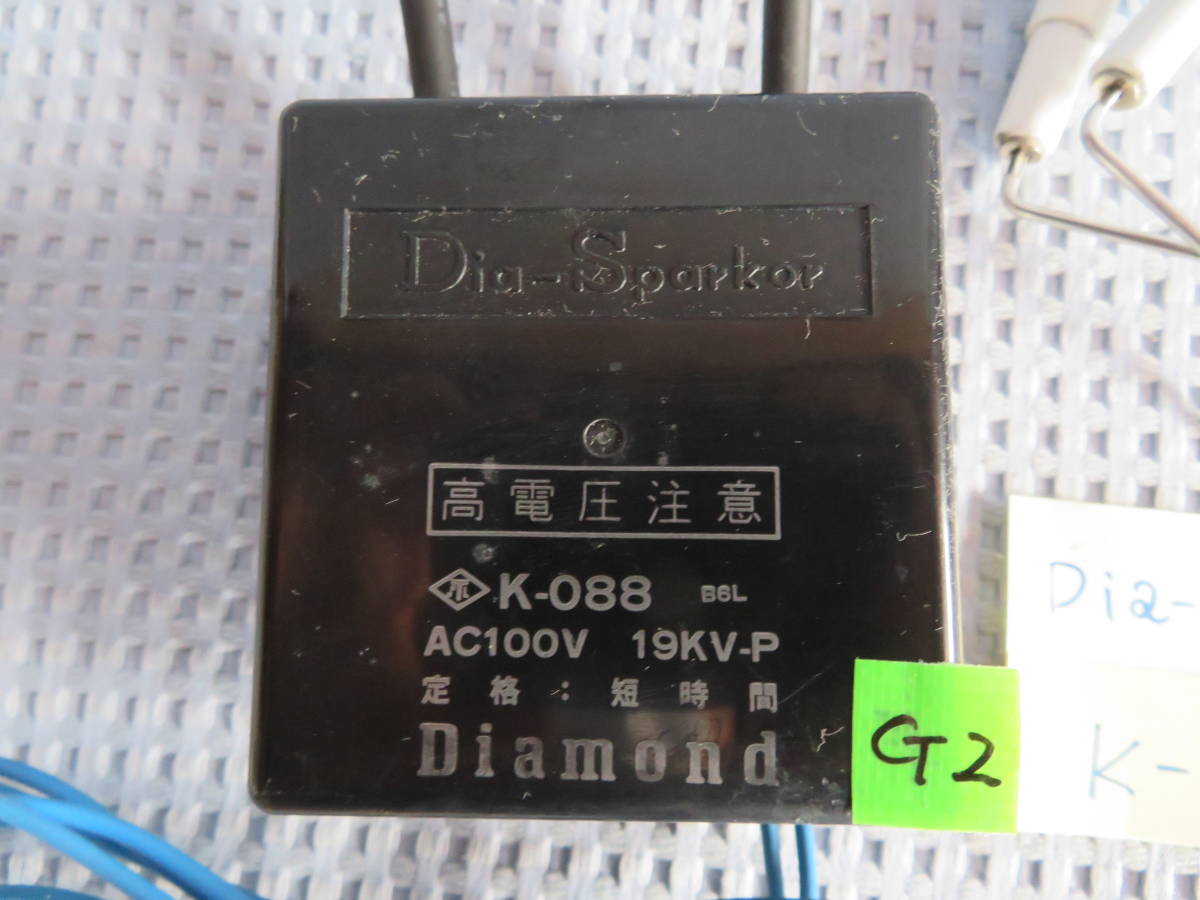 Dia-Sparkor
高電圧注意
K-088 B6L
AC100V 19KV-P
定格：短時間
Diamond
G2
Dia-
K-